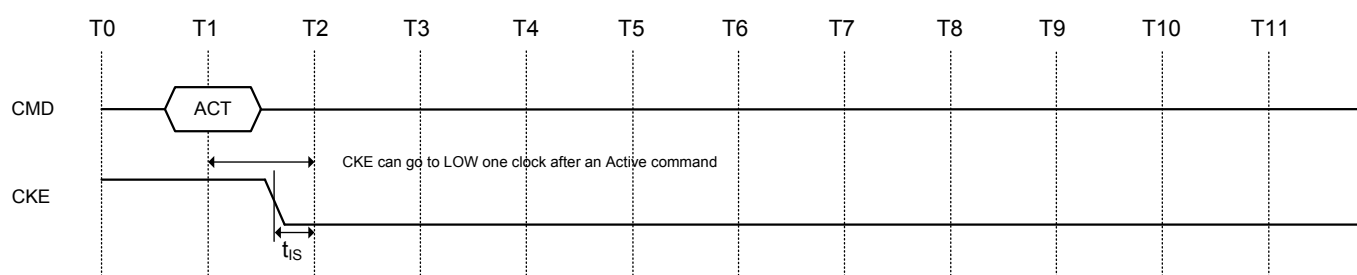 T0 T1 T2 T3 T4 T5 T6 T7 T8 T9 T10 T11
CMD ACT
CKE can go to LOW one clock after an Active command
CKE
tIS